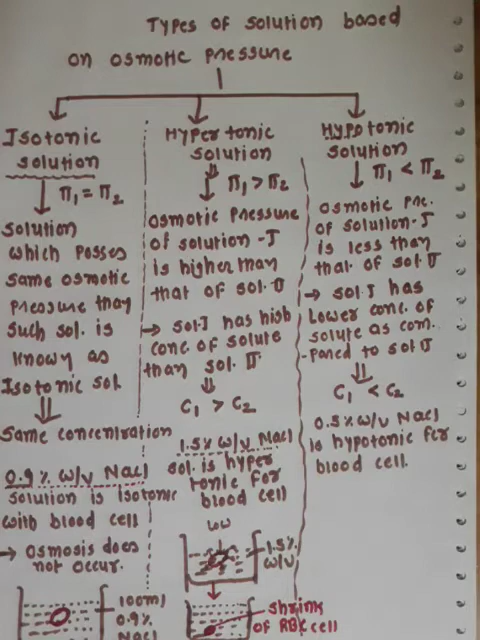 Types of solution based
on osmotic pressure
Isotonic
solution
π₁ = π₂
solution
which posses
same osmotic
pressure than
such sol. is
known as
Isotonic sol.
same concentration
0.9% w/v Nacl
solution is isotonic
with blood cell
→ osmosis does
not occur.
100ml
0.9%
Nacl
Hypertonic
solution
π₁ > π₂
osmotic pressure
of solution-I
is higher than
that of sol.II
→ sol.I has high
conc. of solute
than sol. II
C₁ > C₂
1.5% w/v Nacl
sol. is hyper
tonic for
blood cell
1.5%
w/v
shrink
of RBC cell
Hypotonic
solution
π₁ < π₂
osmotic pre.
of solution-I
is less than
that of sol II
→ sol.I has
Lower conc. of
solute as com.
-pared to sol II
C₁ < C₂
0.5% w/v Nacl
is hypotonic for
blood cell.